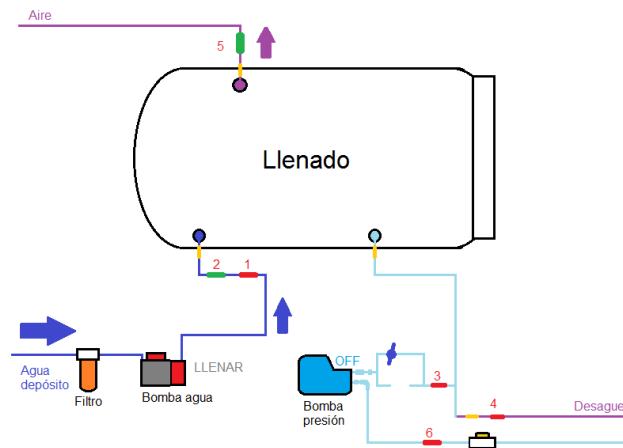 Aire
5
Llenado
2
1
Agua
depósito
Filtro
LLENAR
Bomba agua
OFF
Bomba
presión
3
4
Desague
6